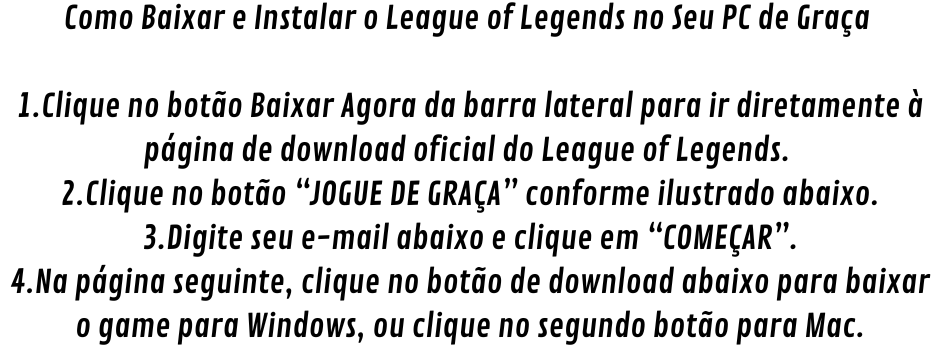 Como Baixar e Instalar o League of Legends no Seu PC de Graça
1.Clique no botão Baixar Agora da barra lateral para ir diretamente à
página de download oficial do League of Legends.
2.Clique no botão “JOGUE DE GRAÇA” conforme ilustrado abaixo.
3.Digite seu e-mail abaixo e clique em “COMEÇAR”.
4.Na página seguinte, clique no botão de download abaixo para baixar
o game para Windows, ou clique no segundo botão para Mac.